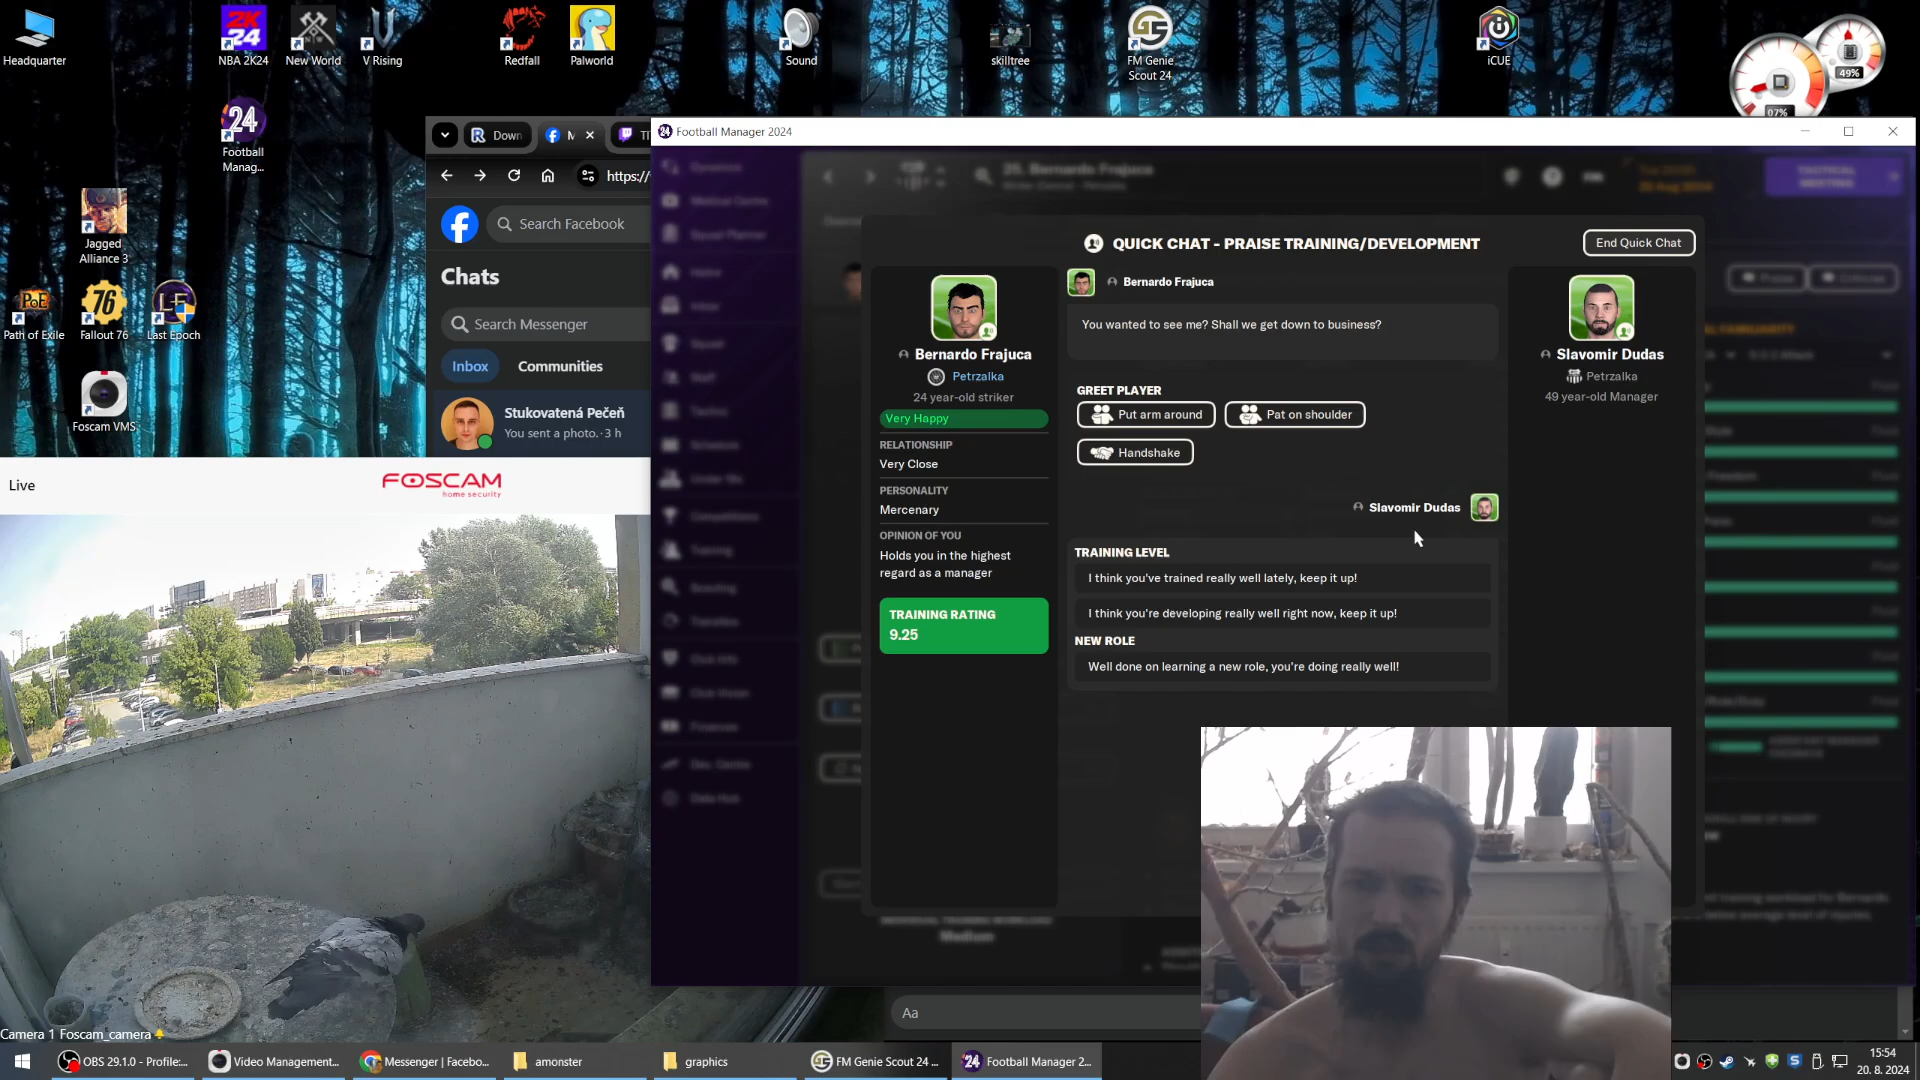 Headquarter
NBA 2K24
New World
V Rising
Redfall
Palworld
Sound
skilltree
FM Genie
Scout 24
iCUE
49%
07%
Football
Manag...
Jagged
Alliance 3
Path of Exile
Fallout 76
Last Epoch
Foscam VMS
Down
https://
Search Facebook
Chats
Search Messenger
Inbox
Communities
Stukovatená Pečeň
You sent a photo. · 3 h
Live
FOSCAM
home security
Camera 1 Foscam_camera
Football Manager 2024
25. Bernardo Frajuca
TACTICAL
MEETING
QUICK CHAT - PRAISE TRAINING/DEVELOPMENT
End Quick Chat
Bernardo Frajuca
Petrzalka
24 year-old striker
Very Happy
RELATIONSHIP
Very Close
PERSONALITY
Mercenary
OPINION OF YOU
Holds you in the highest
regard as a manager
TRAINING RATING
9.25
Bernardo Frajuca
You wanted to see me? Shall we get down to business?
GREET PLAYER
Put arm around
Pat on shoulder
Handshake
Slavomir Dudas
TRAINING LEVEL
I think you've trained really well lately, keep it up!
I think you're developing really well right now, keep it up!
NEW ROLE
Well done on learning a new role, you're doing really well!
Slavomir Dudas
Petrzalka
49 year-old Manager
Medium
Aa
OBS 29.1.0 - Profile:...
Video Management...
Messenger | Facebo...
amonster
graphics
FM Genie Scout 24 ...
Football Manager 2...
15:54
20. 8. 2024